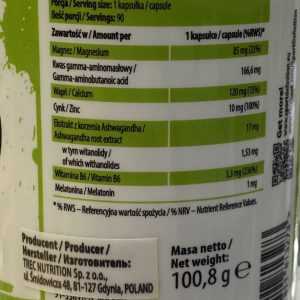 Porcja / Serving size: 1 kapsułka / capsule
Ilość porcji / Servings: 90
Zawartość w / Amount per 1 kapsułkę / capsule (%RWS*)
Magnez / Magnesium 85 mg (23%)
Kwas gamma-aminomasłowy / Gamma-aminobutanoic acid 166,6 mg
Wapń / Calcium 120 mg (15%)
Cynk / Zinc 10 mg (100%)
Ekstrakt z korzenia Ashwagandha / Ashwagandha root extract 17 mg
w tym witanolidy / of which withanolides 1,53 mg
Witamina B6 / Vitamin B6 3,3 mg (236%)
Melatonina / Melatonin 1 mg
* % RWS – Referencyjna wartość spożycia / % NRV – Nutrient Reference Values.
Producent / Producer /
Hersteller / Изготовитель:
TREC NUTRITION Sp. z o.o.,
ul. Śmidowicza 48, 81-127 Gdynia, POLAND
Masa netto /
Net weight:
100,8 g e
Get more!